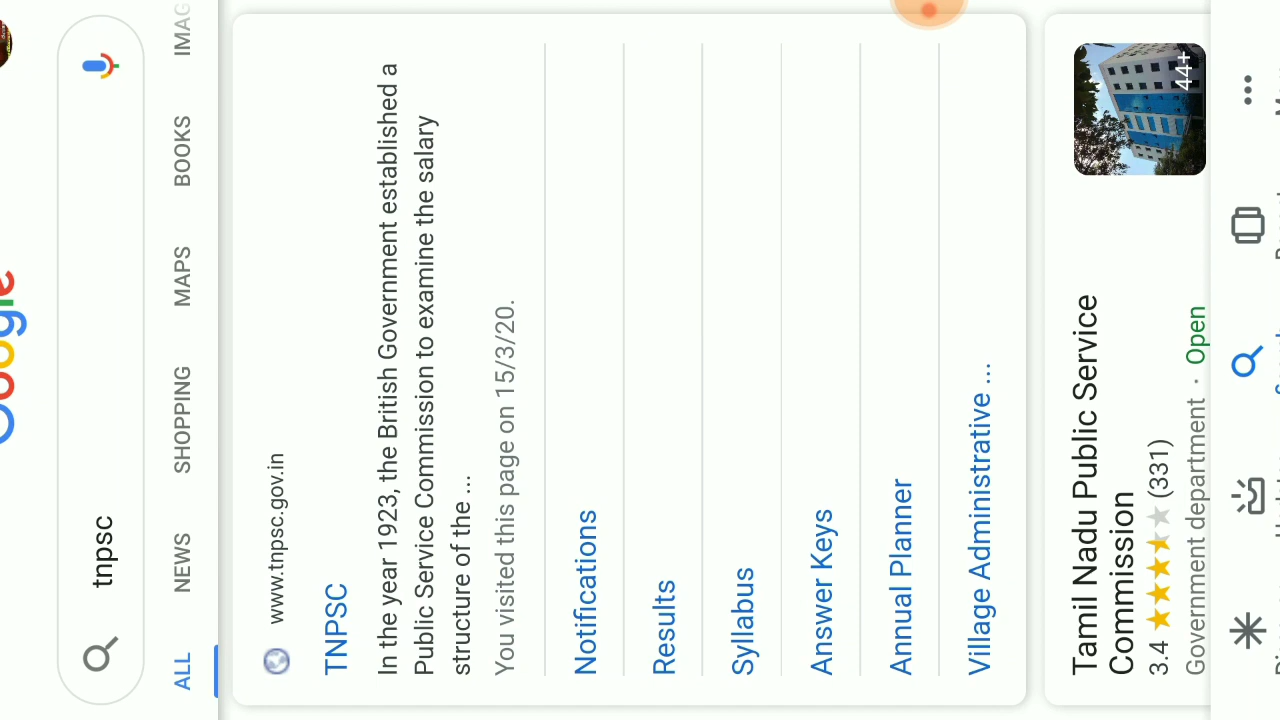 Google
tnpsc
ALL NEWS SHOPPING MAPS BOOKS IMAG
www.tnpsc.gov.in
TNPSC
In the year 1923, the British Government established a
Public Service Commission to examine the salary
structure of the ...
You visited this page on 15/3/20.
Notifications
Results
Syllabus
Answer Keys
Annual Planner
Village Administrative ...
44+
Tamil Nadu Public Service
Commission
3.4 (331)
Government department · Open